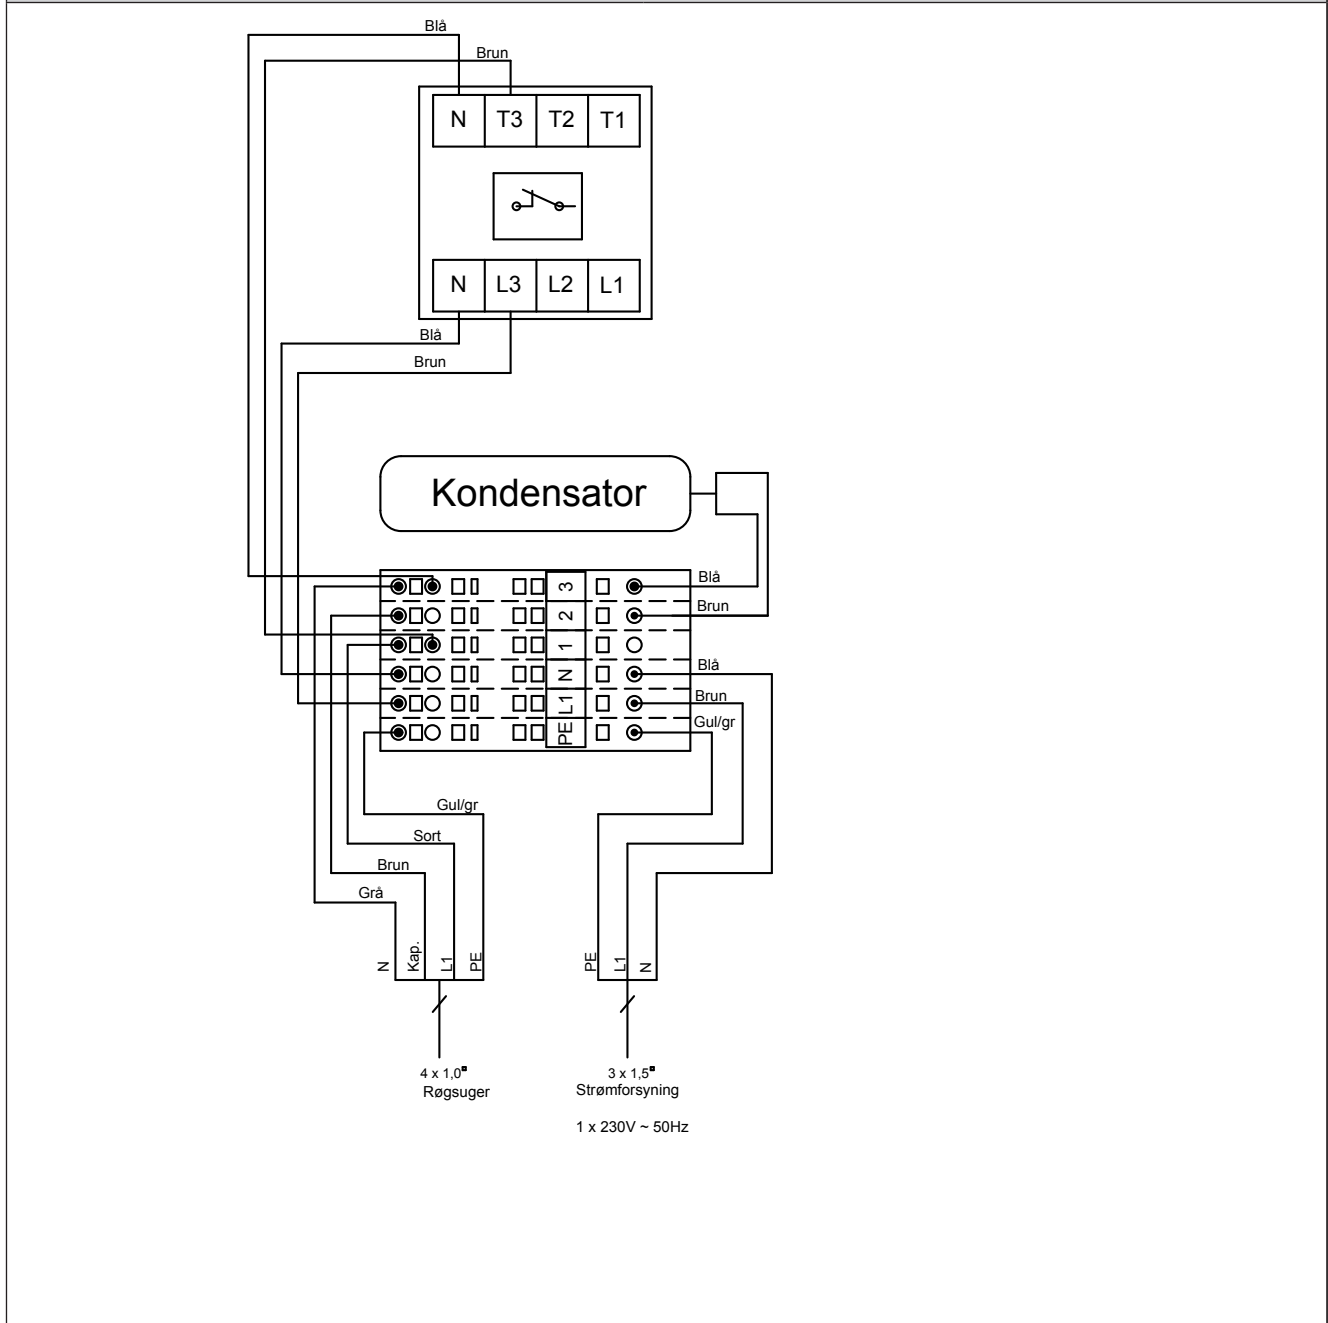 Blå
Brun
N T3 T2 T1
N L3 L2 L1
Blå
Brun
Kondensator
3
Blå
2
Brun
1
N
Blå
L1
Brun
PE
Gul/gr
Gul/gr
Sort
Brun
Grå
N Kap. L1 PE
PE L1 N
4 x 1,0¤
Røgsuger
3 x 1,5¤
Strømforsyning
1 x 230V ~ 50Hz